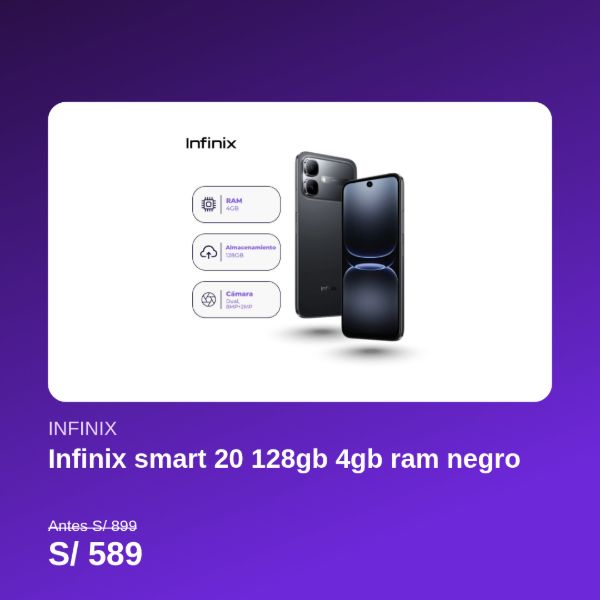 Infinix
RAM
4GB
Almacenamiento
128GB
Cámara
Dual,
8MP+2MP
Infinix
INFINIX
Infinix smart 20 128gb 4gb ram negro
Antes S/ 899
S/ 589